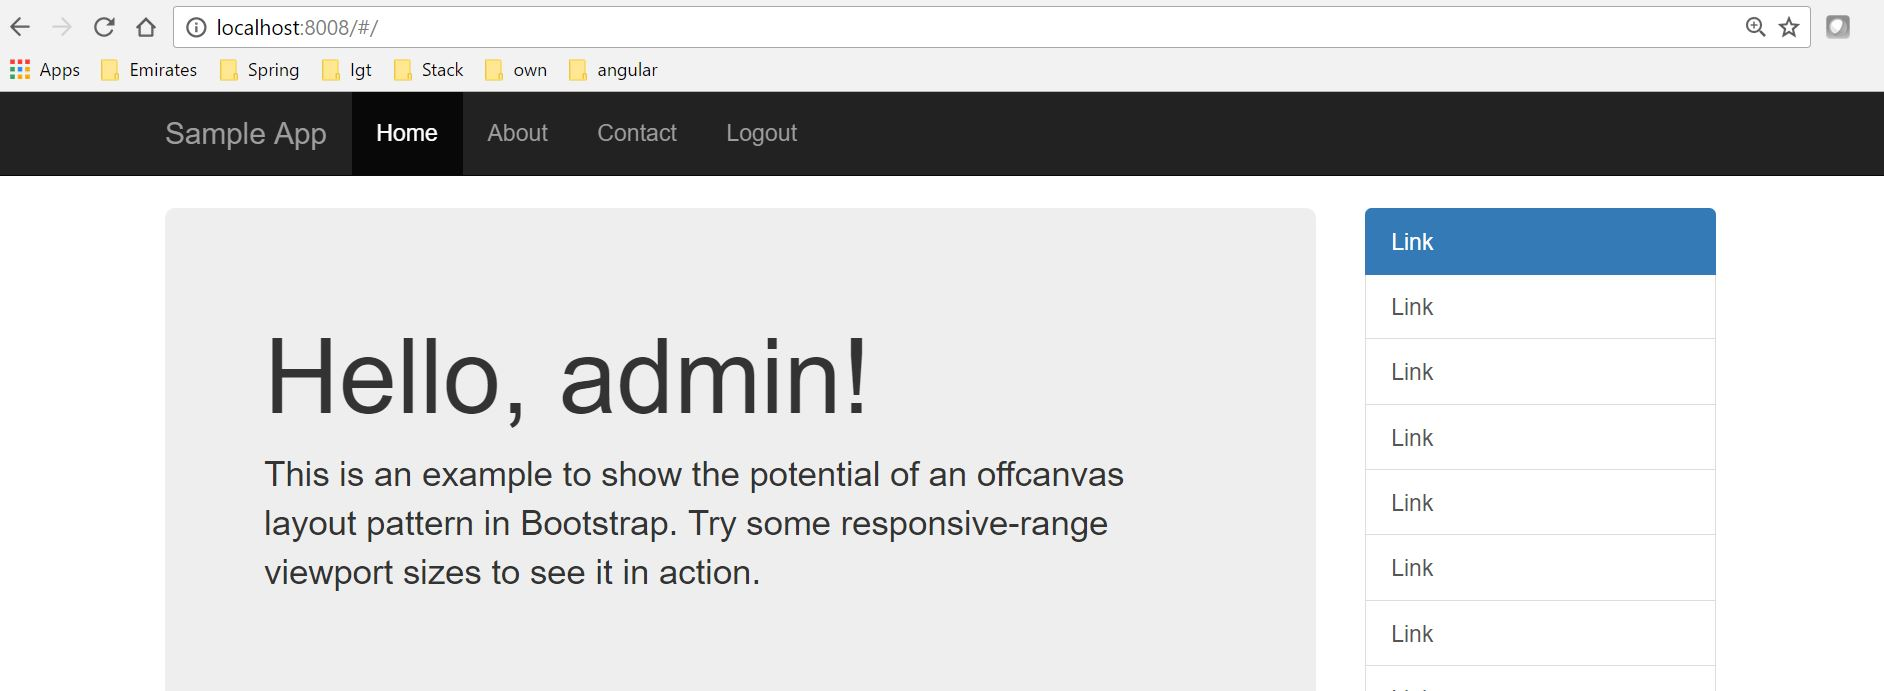 localhost:8008/#/
Apps Emirates Spring Igt Stack own angular
Sample App Home About Contact Logout
Hello, admin!
This is an example to show the potential of an offcanvas
layout pattern in Bootstrap. Try some responsive-range
viewport sizes to see it in action.
Link
Link
Link
Link
Link
Link
Link